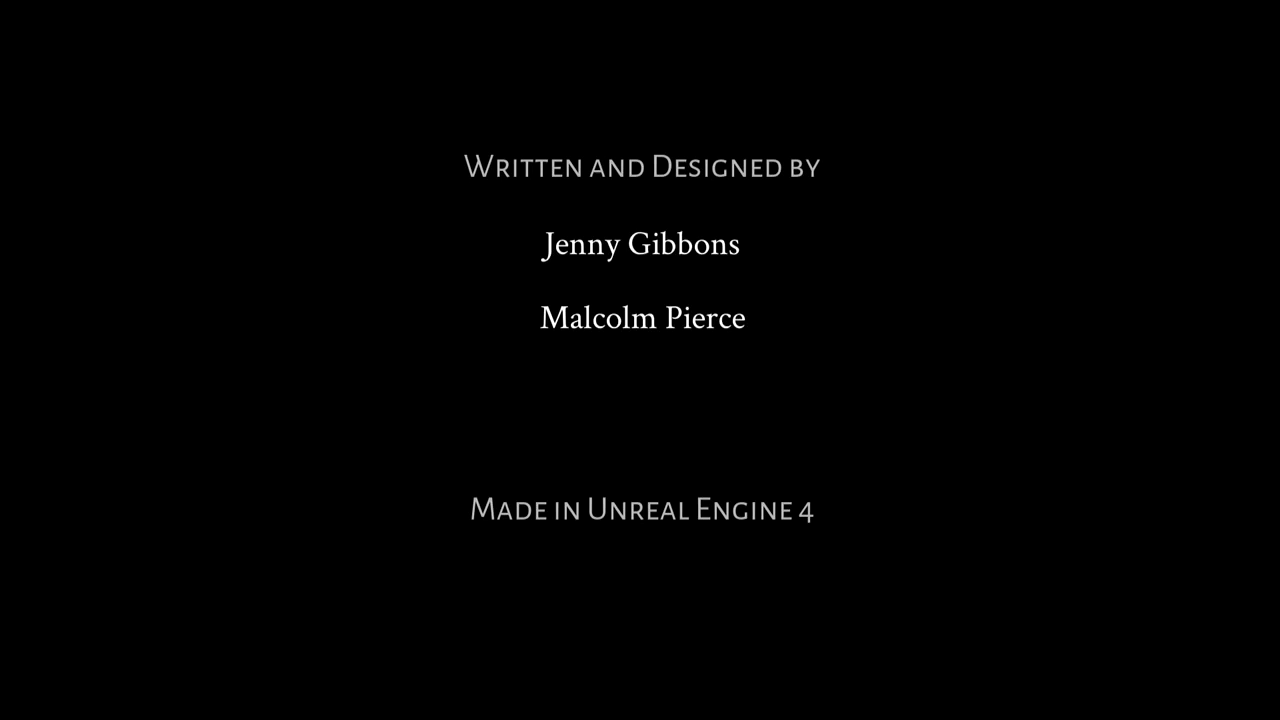 Written and Designed by
Jenny Gibbons
Malcolm Pierce
Made in Unreal Engine 4